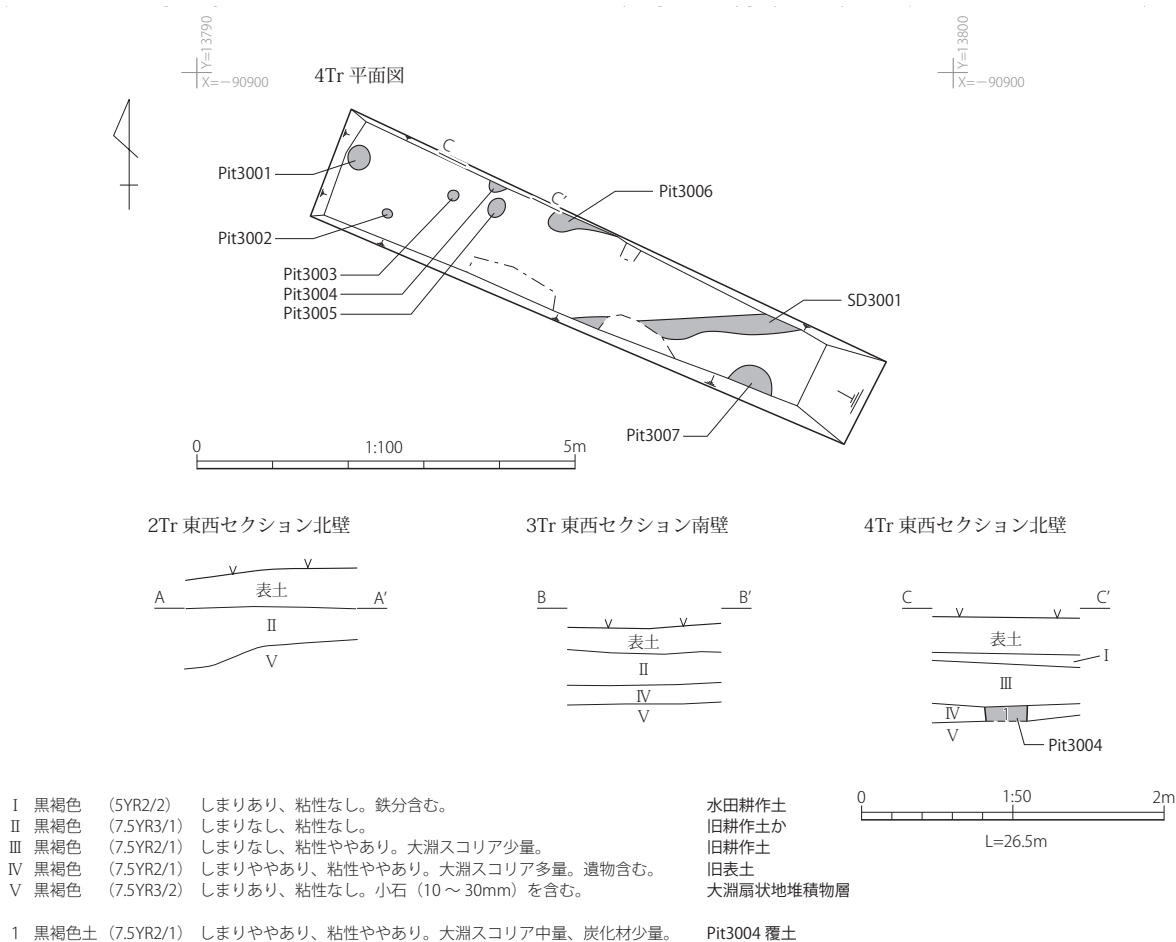 Y=13790
X=－90900
Y=13800
X=－90900
4Tr 平面図
C
C'
Pit3001
Pit3002
Pit3003
Pit3004
Pit3005
Pit3006
SD3001
Pit3007
0 1:100 5m
2Tr 東西セクション北壁
3Tr 東西セクション南壁
4Tr 東西セクション北壁
A A'
表土
Ⅱ
Ⅴ
B B'
表土
Ⅱ
Ⅳ
Ⅴ
C C'
表土
Ⅰ
Ⅲ
Ⅳ 1
Ⅴ
Pit3004
Ⅰ 黒褐色 （5YR2/2） しまりあり、粘性なし。鉄分含む。 水田耕作土
Ⅱ 黒褐色 （7.5YR3/1） しまりなし、粘性なし。 旧耕作土か
Ⅲ 黒褐色 （7.5YR2/1） しまりなし、粘性ややあり。大淵スコリア少量。 旧耕作土
Ⅳ 黒褐色 （7.5YR2/1） しまりややあり、粘性ややあり。大淵スコリア多量。遺物含む。 旧表土
Ⅴ 黒褐色 （7.5YR3/2） しまりあり、粘性なし。小石（10 ～ 30mm）を含む。 大淵扇状地堆積物層
1 黒褐色土 （7.5YR2/1） しまりややあり、粘性ややあり。大淵スコリア中量、炭化材少量。 Pit3004 覆土
0 1:50 2m
L=26.5m